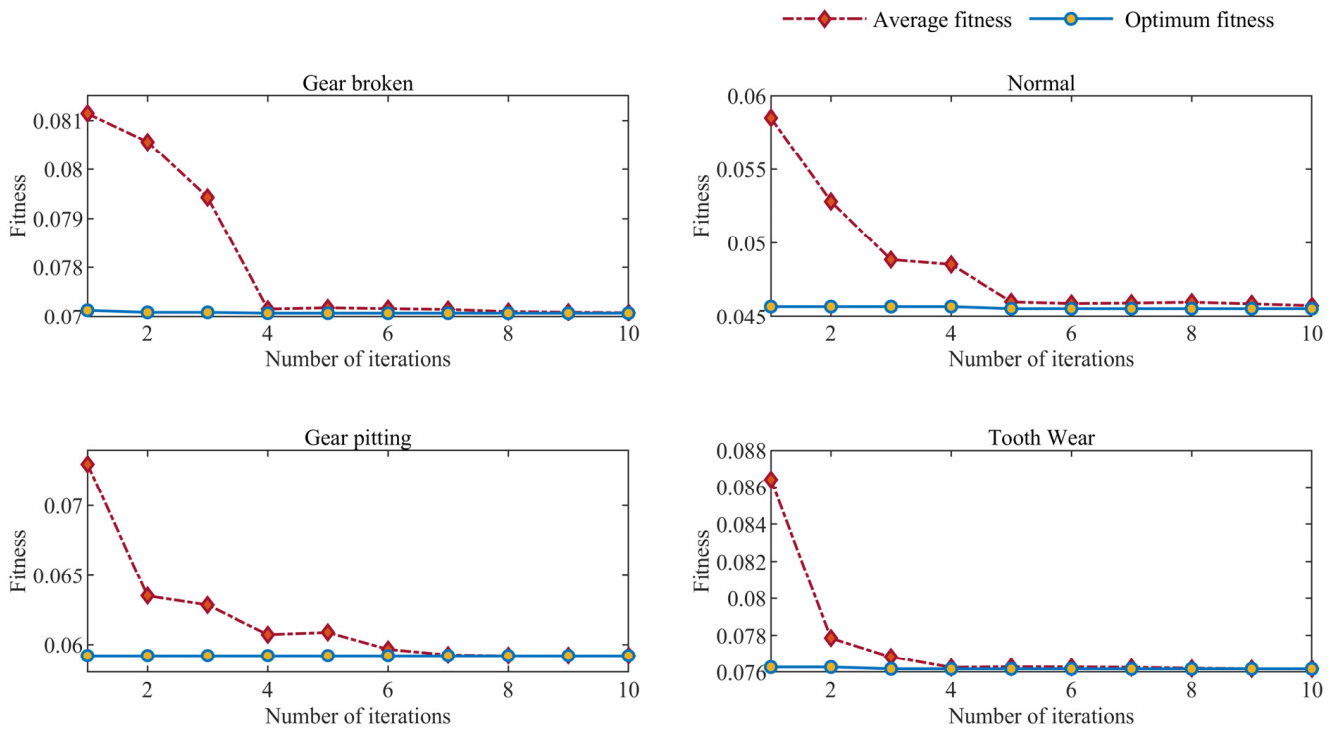 Average fitness
Optimum fitness
Gear broken
0.081
0.08
0.079
0.078
0.07
Fitness
2
4
6
8
10
Number of iterations
Normal
0.06
0.055
0.05
0.045
Fitness
2
4
6
8
10
Number of iterations
Gear pitting
0.07
0.065
0.06
Fitness
2
4
6
8
10
Number of iterations
Tooth Wear
0.088
0.086
0.084
0.082
0.08
0.078
0.076
Fitness
2
4
6
8
10
Number of iterations